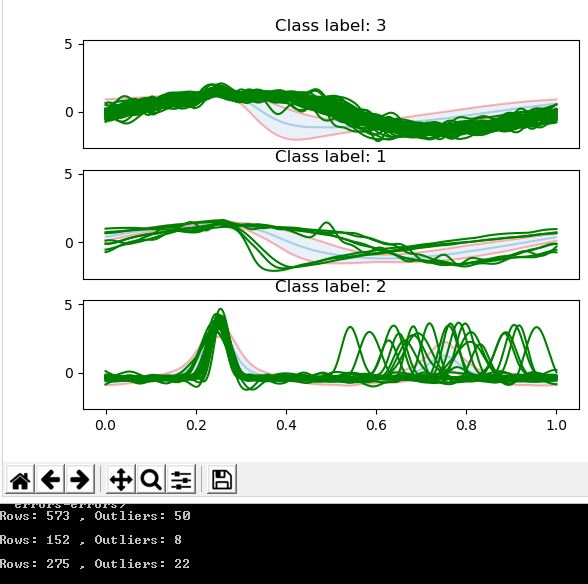 Class label: 3
5
0
Class label: 1
5
0
Class label: 2
5
0
0.0 0.2 0.4 0.6 0.8 1.0
Rows: 573 , Outliers: 50
Rows: 152 , Outliers: 8
Rows: 275 , Outliers: 22